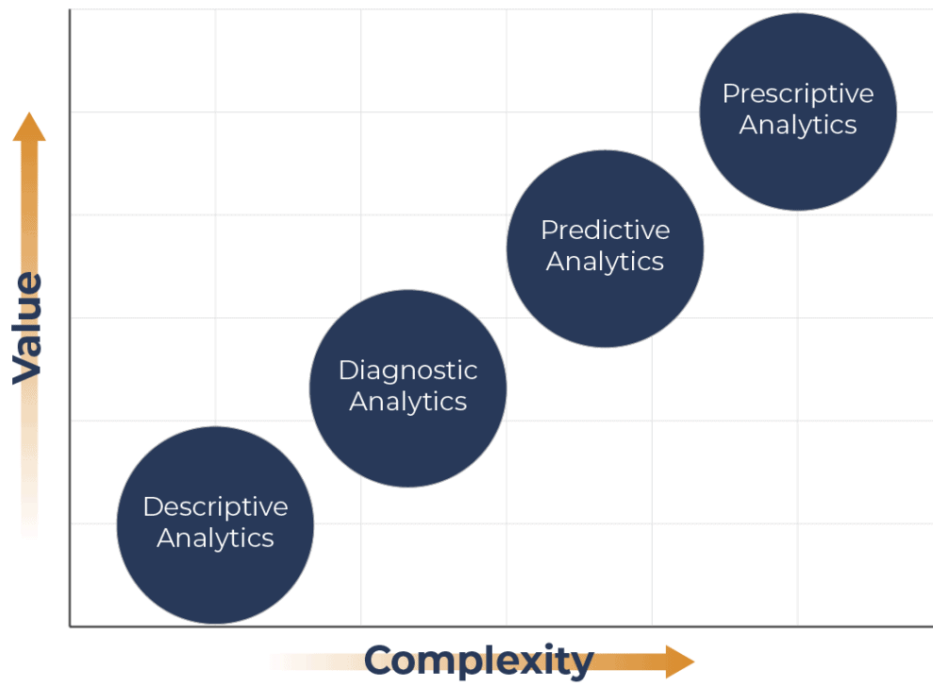 Prescriptive
Analytics
Predictive
Analytics
Value
Diagnostic
Analytics
Descriptive
Analytics
Complexity